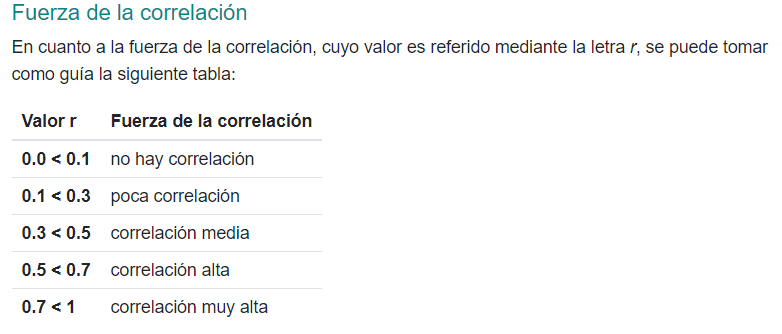 Fuerza de la correlación
En cuanto a la fuerza de la correlación, cuyo valor es referido mediante la letra r, se puede tomar
como guía la siguiente tabla:
Valor r Fuerza de la correlación
0.0 < 0.1 no hay correlación
0.1 < 0.3 poca correlación
0.3 < 0.5 correlación media
0.5 < 0.7 correlación alta
0.7 < 1 correlación muy alta